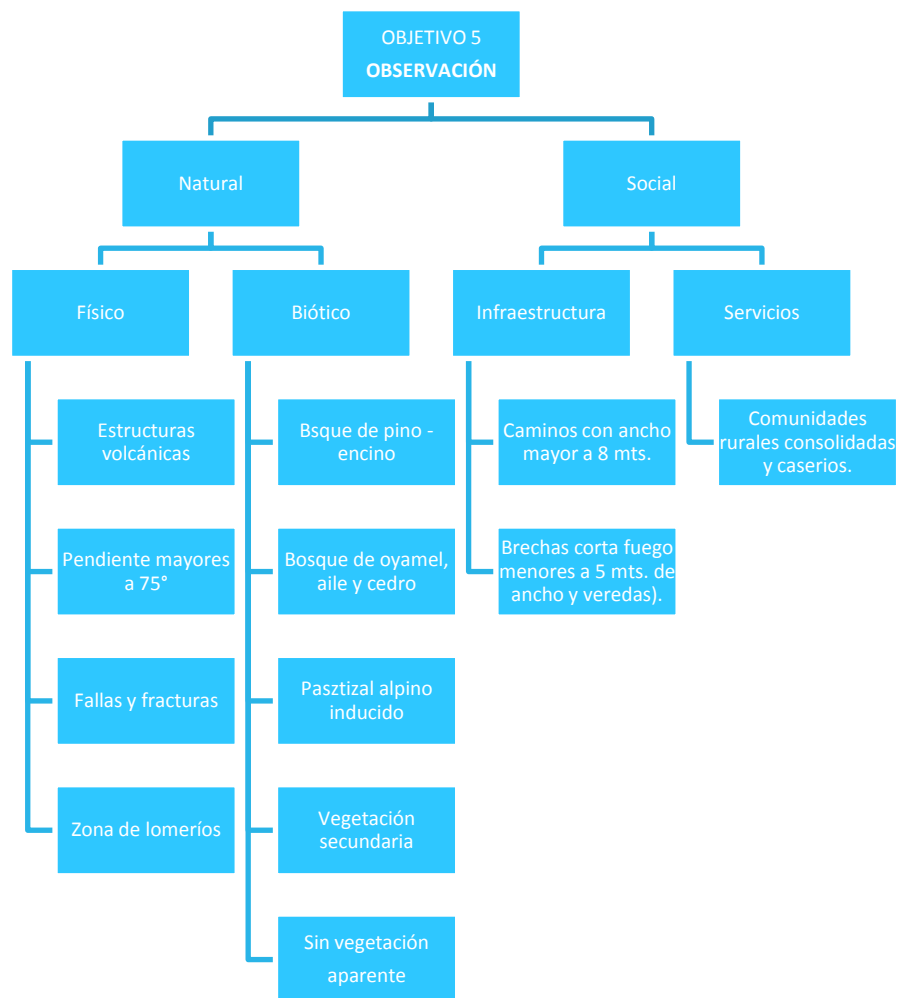 OBJETIVO 5
OBSERVACIÓN
Natural
Social
Físico
Biótico
Infraestructura
Servicios
Estructuras
volcánicas
Pendiente mayores
a 75°
Fallas y fracturas
Zona de lomeríos
Bsque de pino -
encino
Bosque de oyamel,
aile y cedro
Pasztizal alpino
inducido
Vegetación
secundaria
Sin vegetación
aparente
Caminos con ancho
mayor a 8 mts.
Brechas corta fuego
menores a 5 mts. de
ancho y veredas).
Comunidades
rurales consolidadas
y caserios.